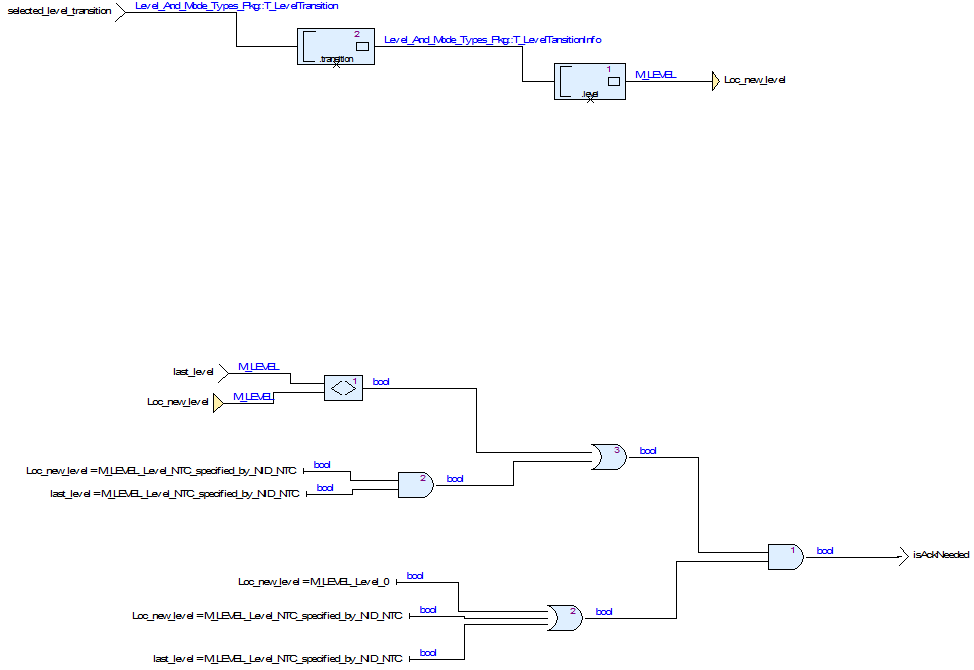 selected_level_transition
Level_And_Mode_Types_Pkg::T_LevelTransition
2
.transition
Level_And_Mode_Types_Pkg::T_LevelTansitionInfo
1
.level
M_LEVEL
Loc_new_level
last_level
M_LEVEL
<>
1
bool
Loc_new_level
M_LEVEL
3
bool
Loc_new_level = M_LEVEL_Level_NTC_specified_by_NID_NTC
bool
2
bool
last_level = M_LEVEL_Level_NTC_specified_by_NID_NTC
bool
1
bool
isAckNeeded
Loc_new_level = M_LEVEL_Level_0
bool
Loc_new_level = M_LEVEL_Level_NTC_specified_by_NID_NTC
bool
2
bool
last_level = M_LEVEL_Level_NTC_specified_by_NID_NTC
bool